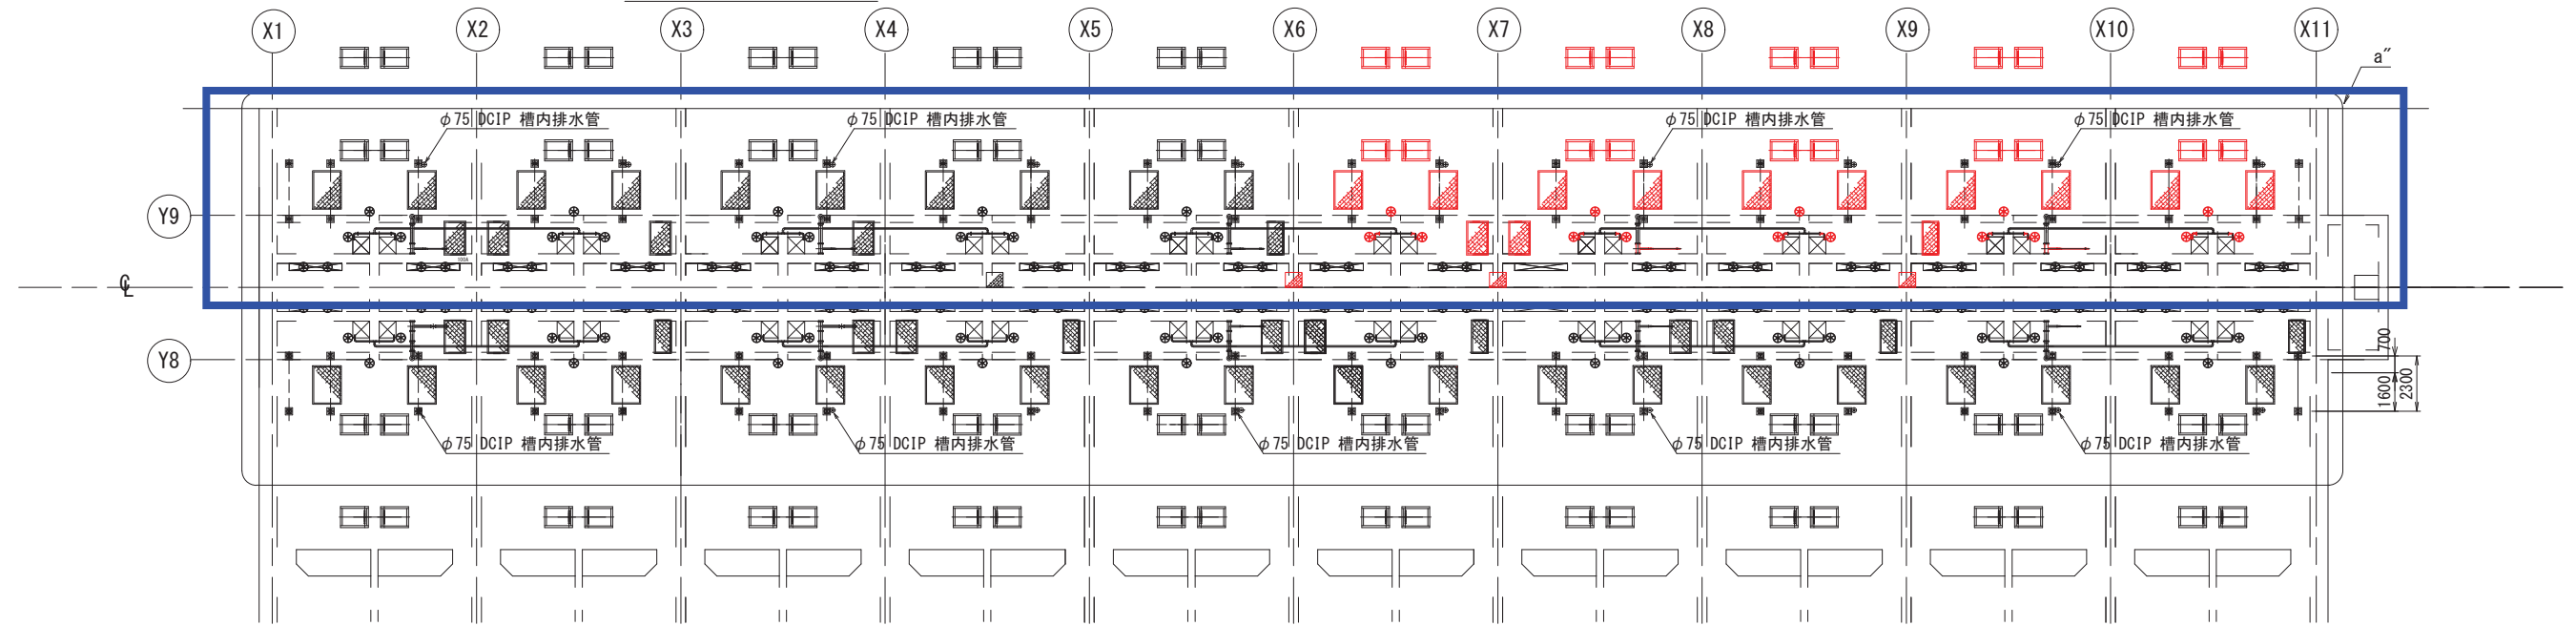 X1 X2 X3 X4 X5 X6 X7 X8 X9 X10 X11
a″
φ75 DCIP 槽内排水管 φ75 DCIP 槽内排水管 φ75 DCIP 槽内排水管 φ75 DCIP 槽内排水管
Y9
℄
700
Y8
1600
2300
φ75 DCIP 槽内排水管 φ75 DCIP 槽内排水管 φ75 DCIP 槽内排水管 φ75 DCIP 槽内排水管 φ75 DCIP 槽内排水管